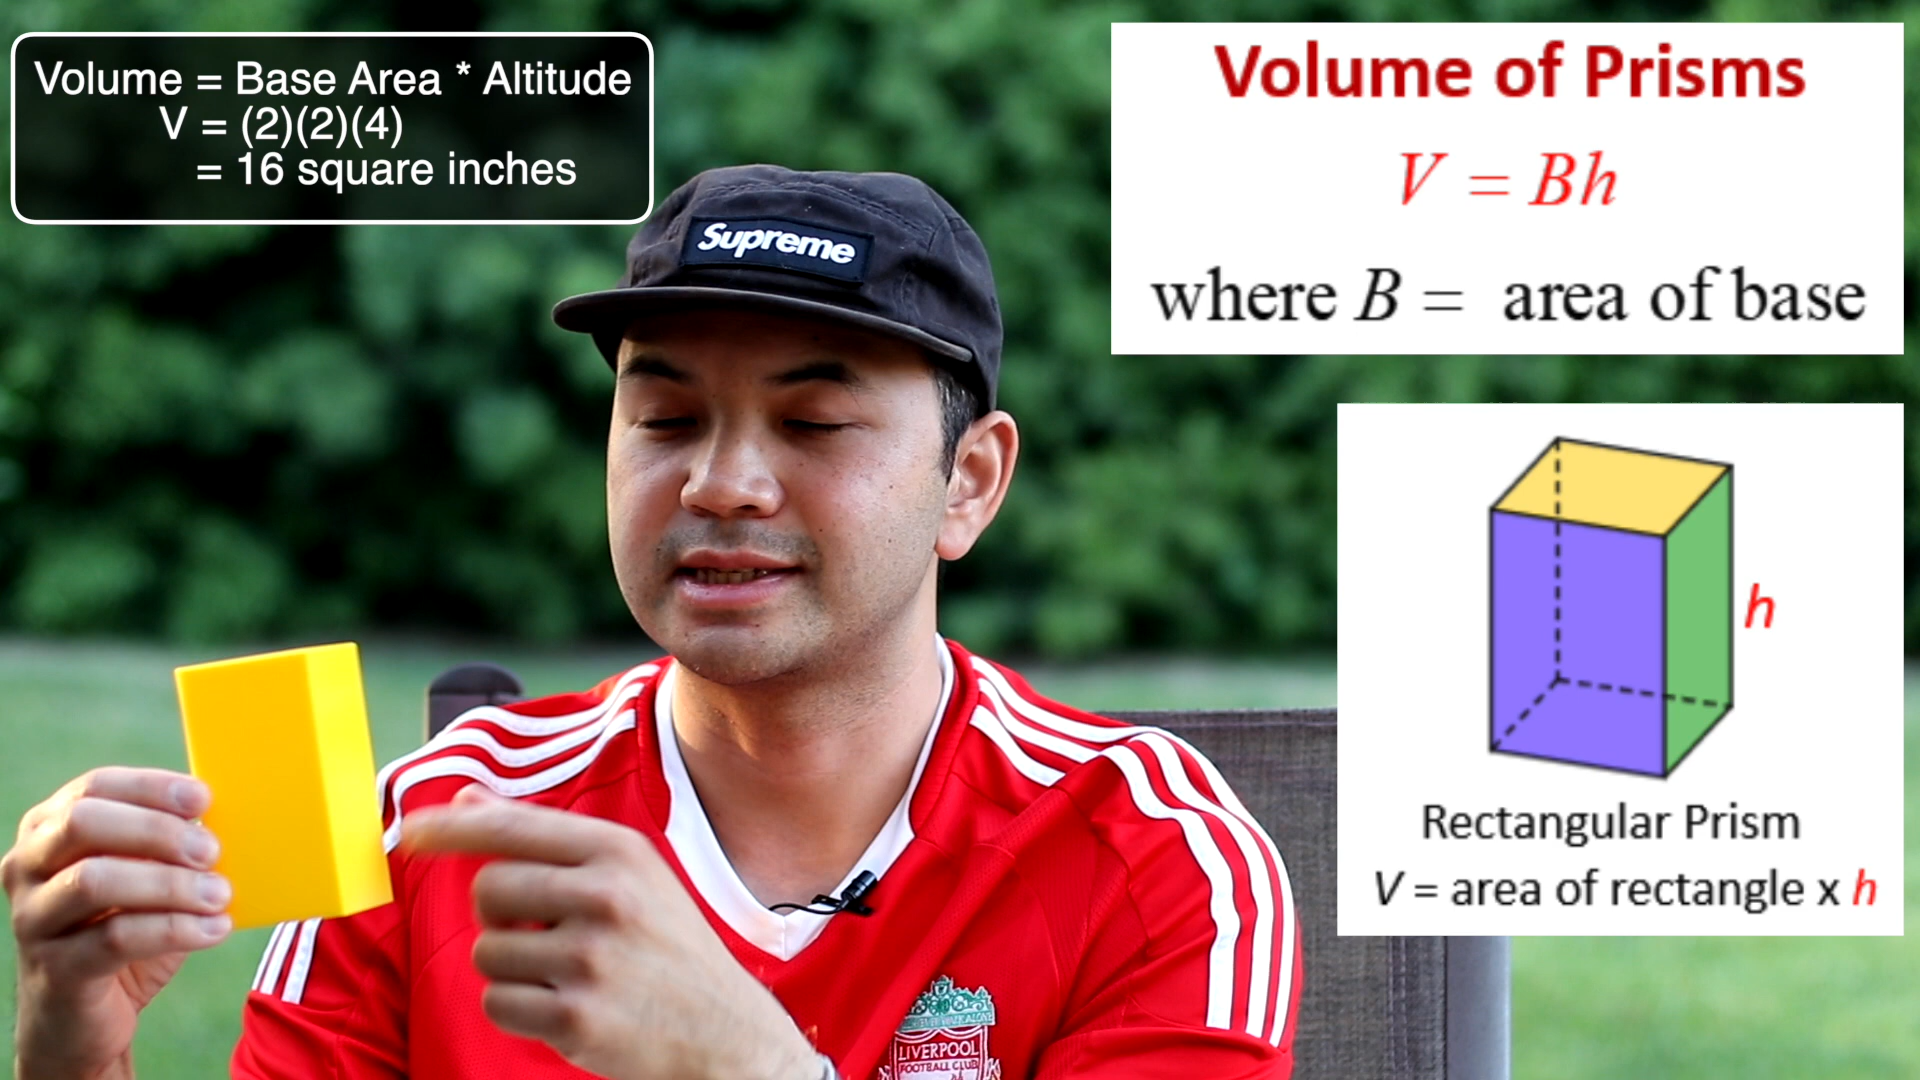 Volume = Base Area * Altitude
V = (2)(2)(4)
= 16 square inches
Volume of Prisms
V = Bh
where B = area of base
Supreme
h
Rectangular Prism
V = area of rectangle x h
LIVERPOOL
FOOTBALL CLUB